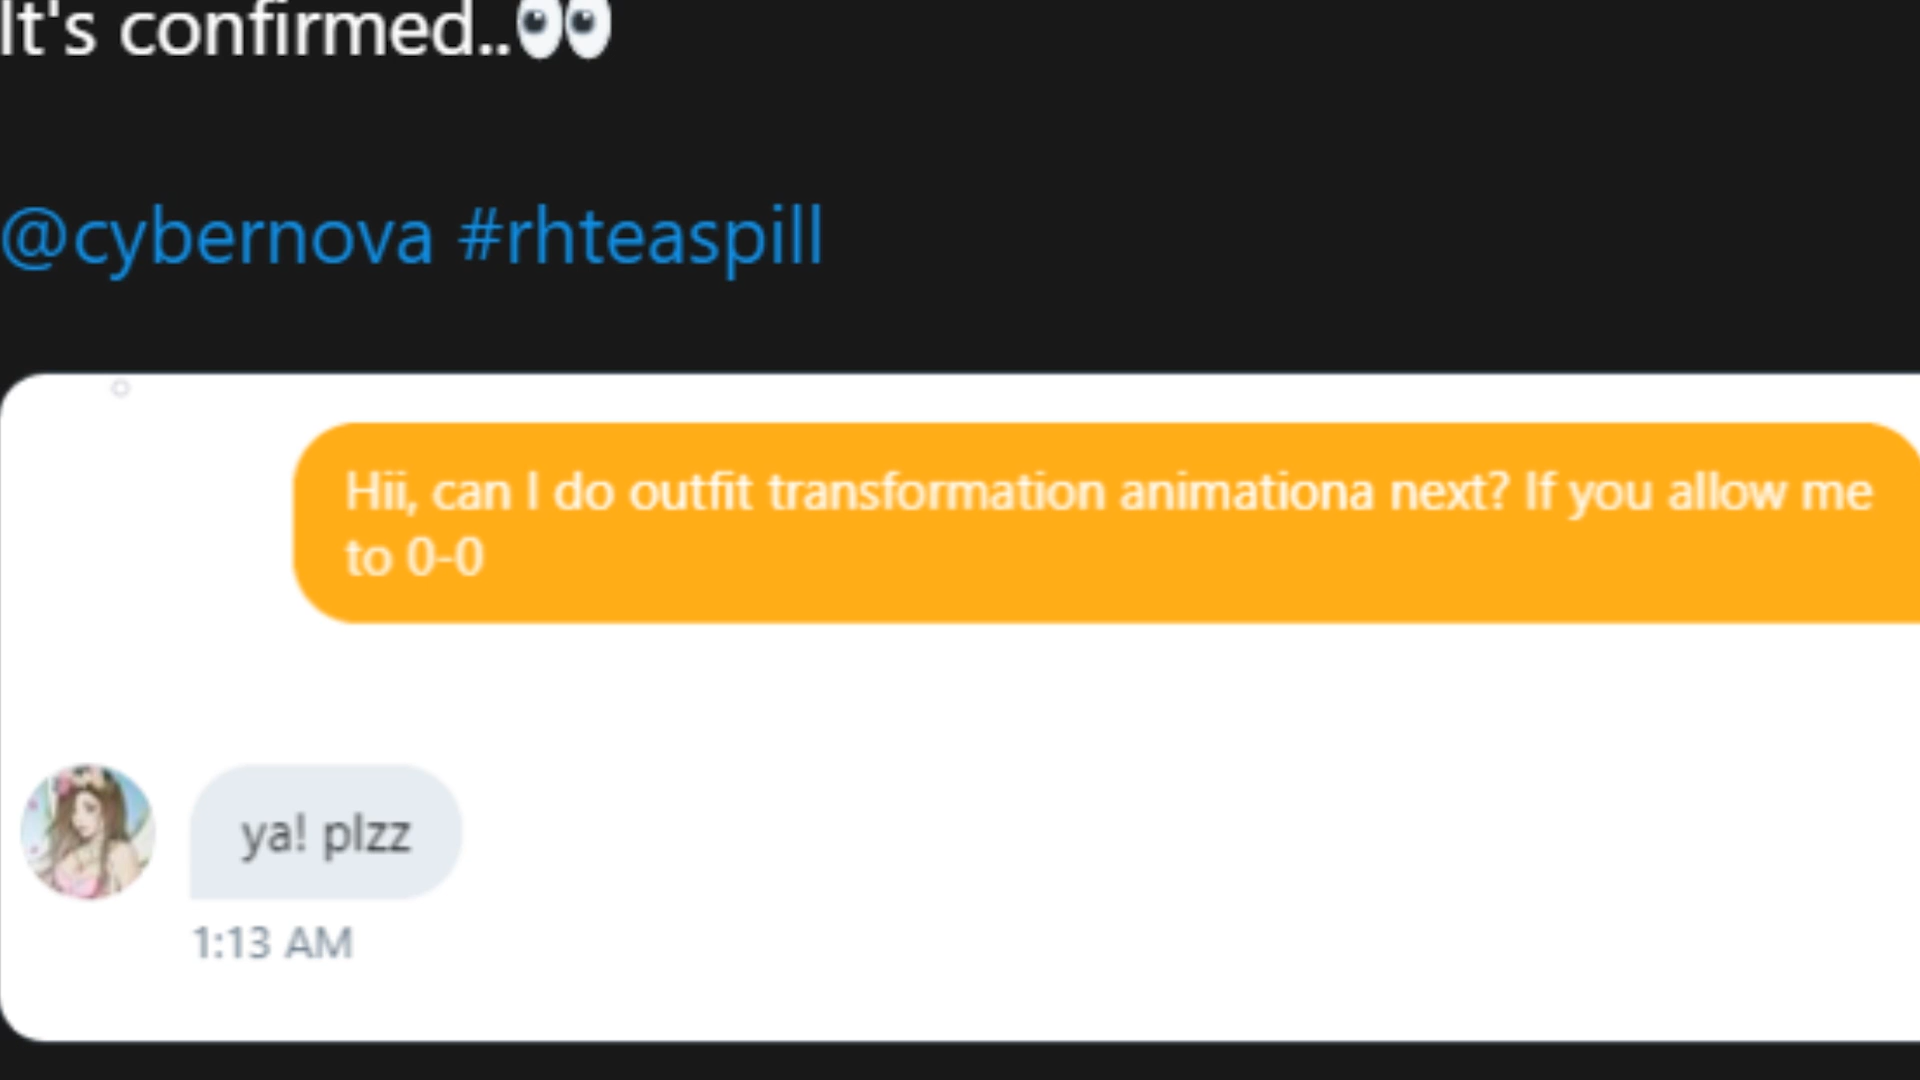 It's confirmed..👀
@cybernova #rhteaspill
Hii, can I do outfit transformation animationa next? If you allow me
to 0-0
ya! plzz
1:13 AM